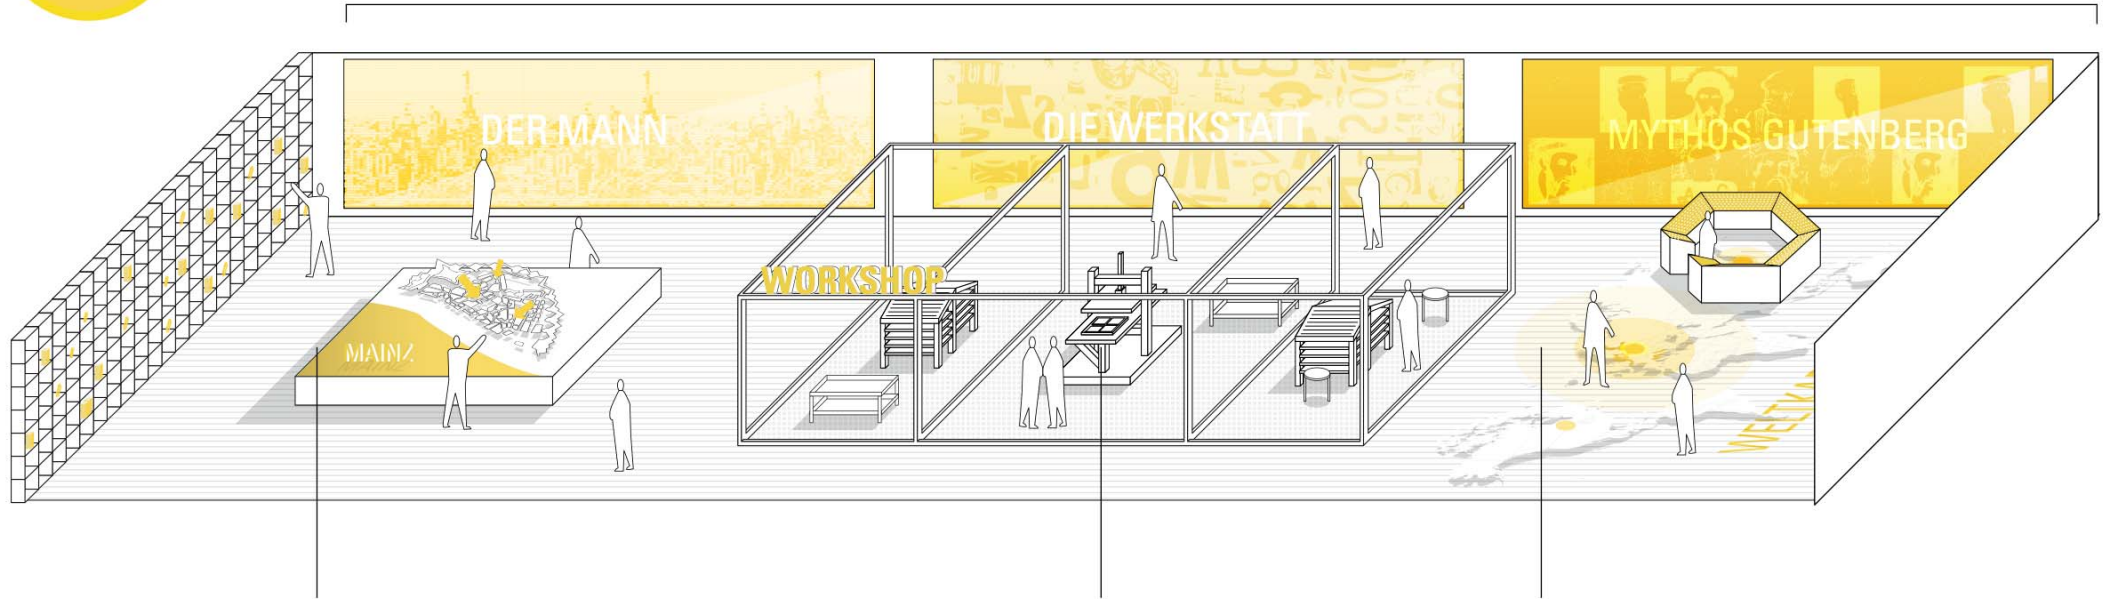 DER MANN
DIE WERKSTATT
MYTHOS GUTENBERG
WORKSHOP
MAINZ